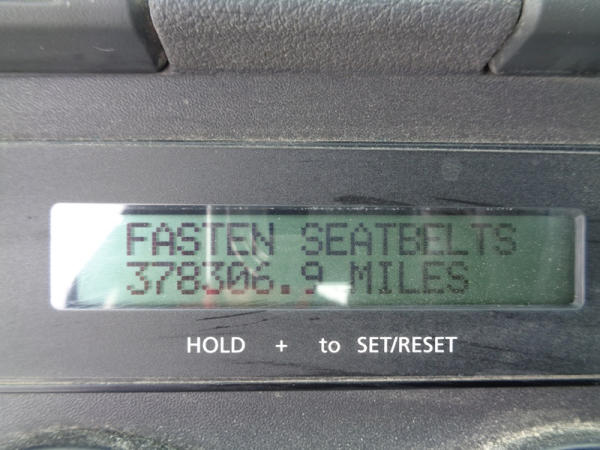 FASTEN SEATBELTS
378306.9 MILES
HOLD + to SET/RESET